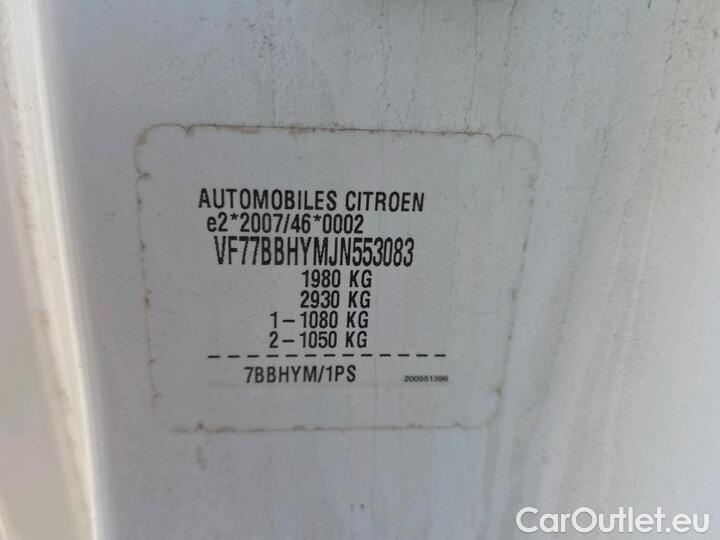 AUTOMOBILES CITROEN
e2*2007/46*0002
VF77BBHYMJN553083
1980 KG
2930 KG
1-1080 KG
2-1050 KG
7BBHYM/1PS 200551396
CarOutlet.eu